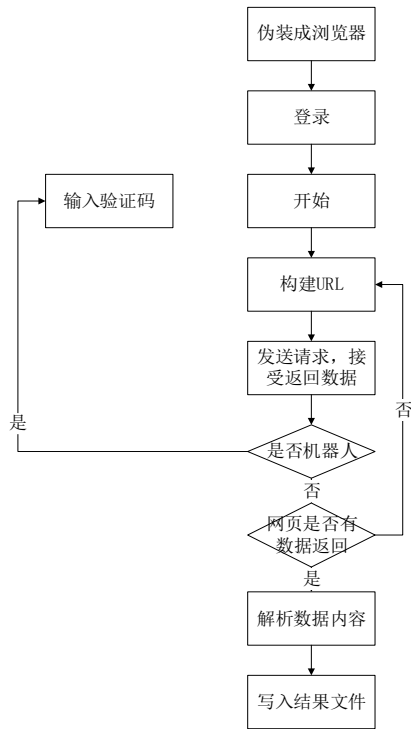 伪装成浏览器
登录
输入验证码
开始
构建URL
发送请求，接
受返回数据
否
是
是否机器人
否
网页是否有
数据返回
是
解析数据内容
写入结果文件